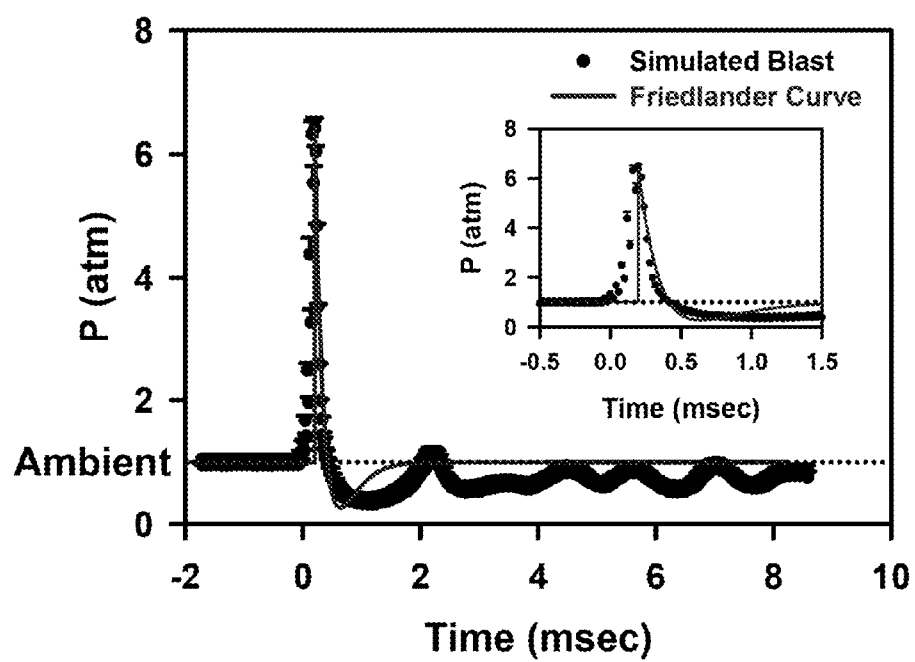 8
6
4
2
0
P (atm)
Ambient
Simulated Blast
Friedlander Curve
8
6
4
2
0
P (atm)
-0.5 0.0 0.5 1.0 1.5
Time (msec)
-2 0 2 4 6 8 10
Time (msec)